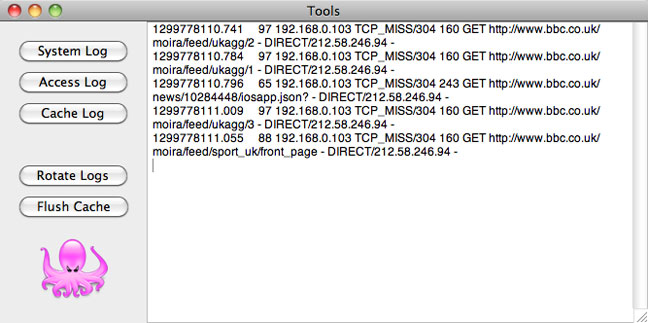 Tools
System Log
Access Log
Cache Log
Rotate Logs
Flush Cache
1299778110.741 97 192.168.0.103 TCP_MISS/304 160 GET http://www.bbc.co.uk/
moira/feed/ukagg/2 - DIRECT/212.58.246.94 -
1299778110.784 97 192.168.0.103 TCP_MISS/304 160 GET http://www.bbc.co.uk/
moira/feed/ukagg/1 - DIRECT/212.58.246.94 -
1299778110.796 65 192.168.0.103 TCP_MISS/304 243 GET http://www.bbc.co.uk/
news/10284448/iosapp.json? - DIRECT/212.58.246.94 -
1299778111.009 97 192.168.0.103 TCP_MISS/304 160 GET http://www.bbc.co.uk/
moira/feed/ukagg/3 - DIRECT/212.58.246.94 -
1299778111.055 88 192.168.0.103 TCP_MISS/304 160 GET http://www.bbc.co.uk/
moira/feed/sport_uk/front_page - DIRECT/212.58.246.94 -